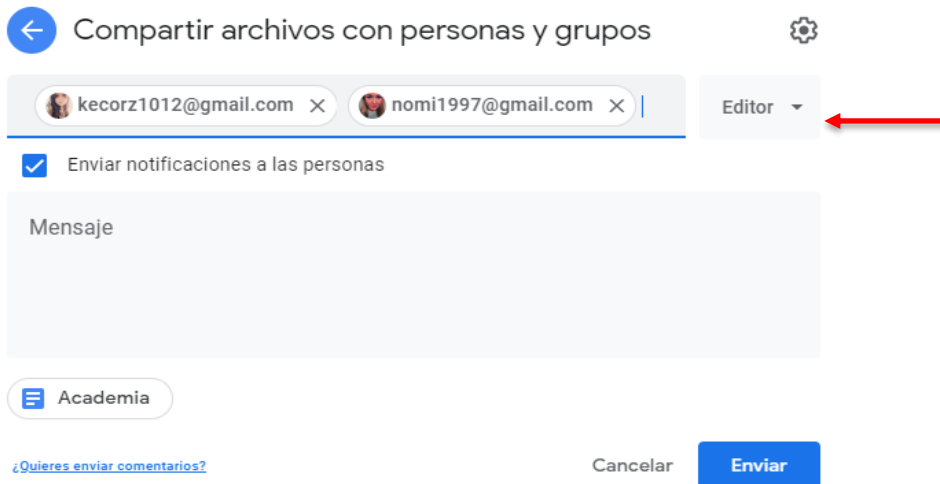 Compartir archivos con personas y grupos
kecorz1012@gmail.com nomi1997@gmail.com Editor
Enviar notificaciones a las personas
Mensaje
Academia
¿Quieres enviar comentarios? Cancelar Enviar